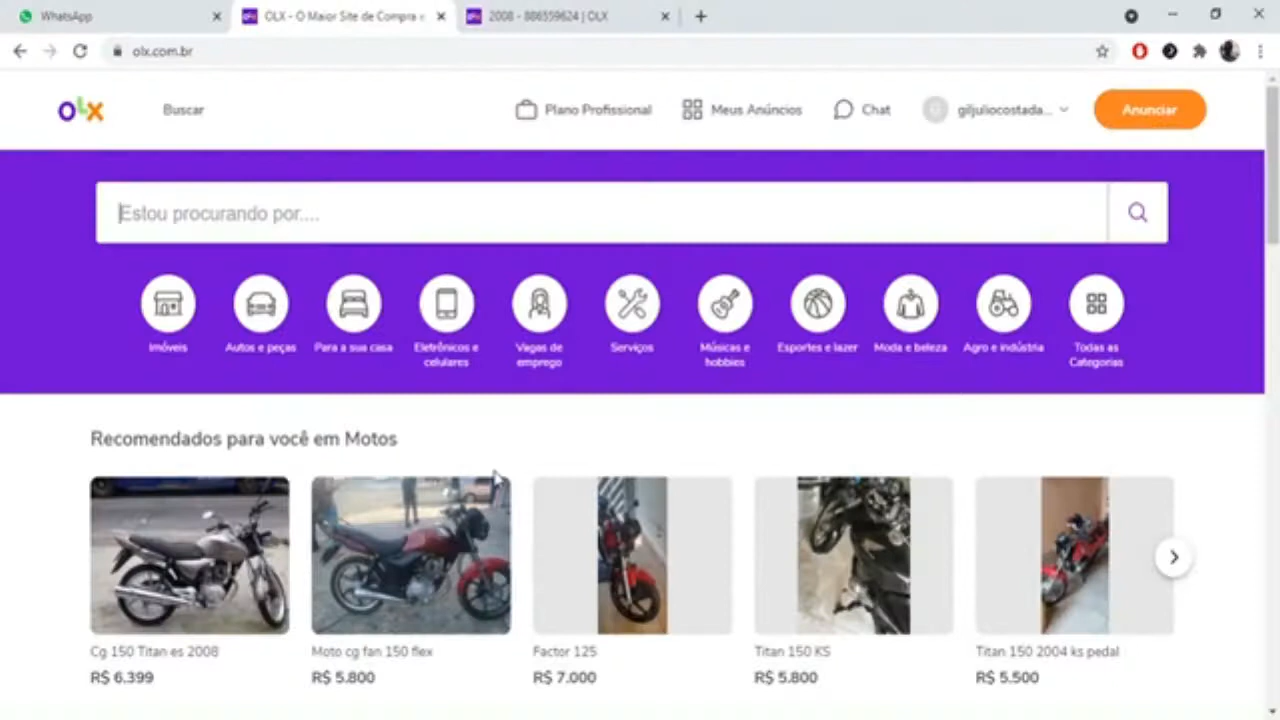 WhatsApp
OLX - O Maior Site de Compra e
2008 - 886559624 | OLX
olx.com.br
OLX
Buscar
Plano Profissional
Meus Anúncios
Chat
G
giljuliocostada...
Anunciar
Estou procurando por....
Imóveis
Autos e peças
Para a sua casa
Eletrônicos e
celulares
Vagas de
emprego
Serviços
Músicas e
hobbies
Esportes e lazer
Moda e beleza
Agro e indústria
Todas as
Categorias
Recomendados para você em Motos
Cg 150 Titan es 2008
R$ 6.399
Moto cg fan 150 flex
R$ 5.800
Factor 125
R$ 7.000
Titan 150 KS
R$ 5.800
Titan 150 2004 ks pedal
R$ 5.500